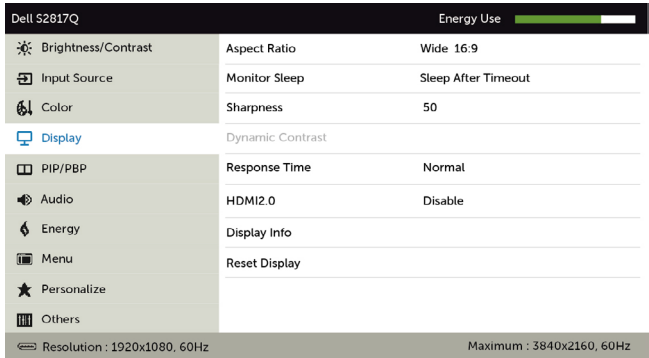 Dell S2817Q Energy Use
Brightness/Contrast Aspect Ratio Wide 16:9
Input Source Monitor Sleep Sleep After Timeout
Color Sharpness 50
Display Dynamic Contrast
PIP/PBP Response Time Normal
Audio HDMI2.0 Disable
Energy Display Info
Menu Reset Display
Personalize
Others
Resolution : 1920x1080, 60Hz Maximum : 3840x2160, 60Hz